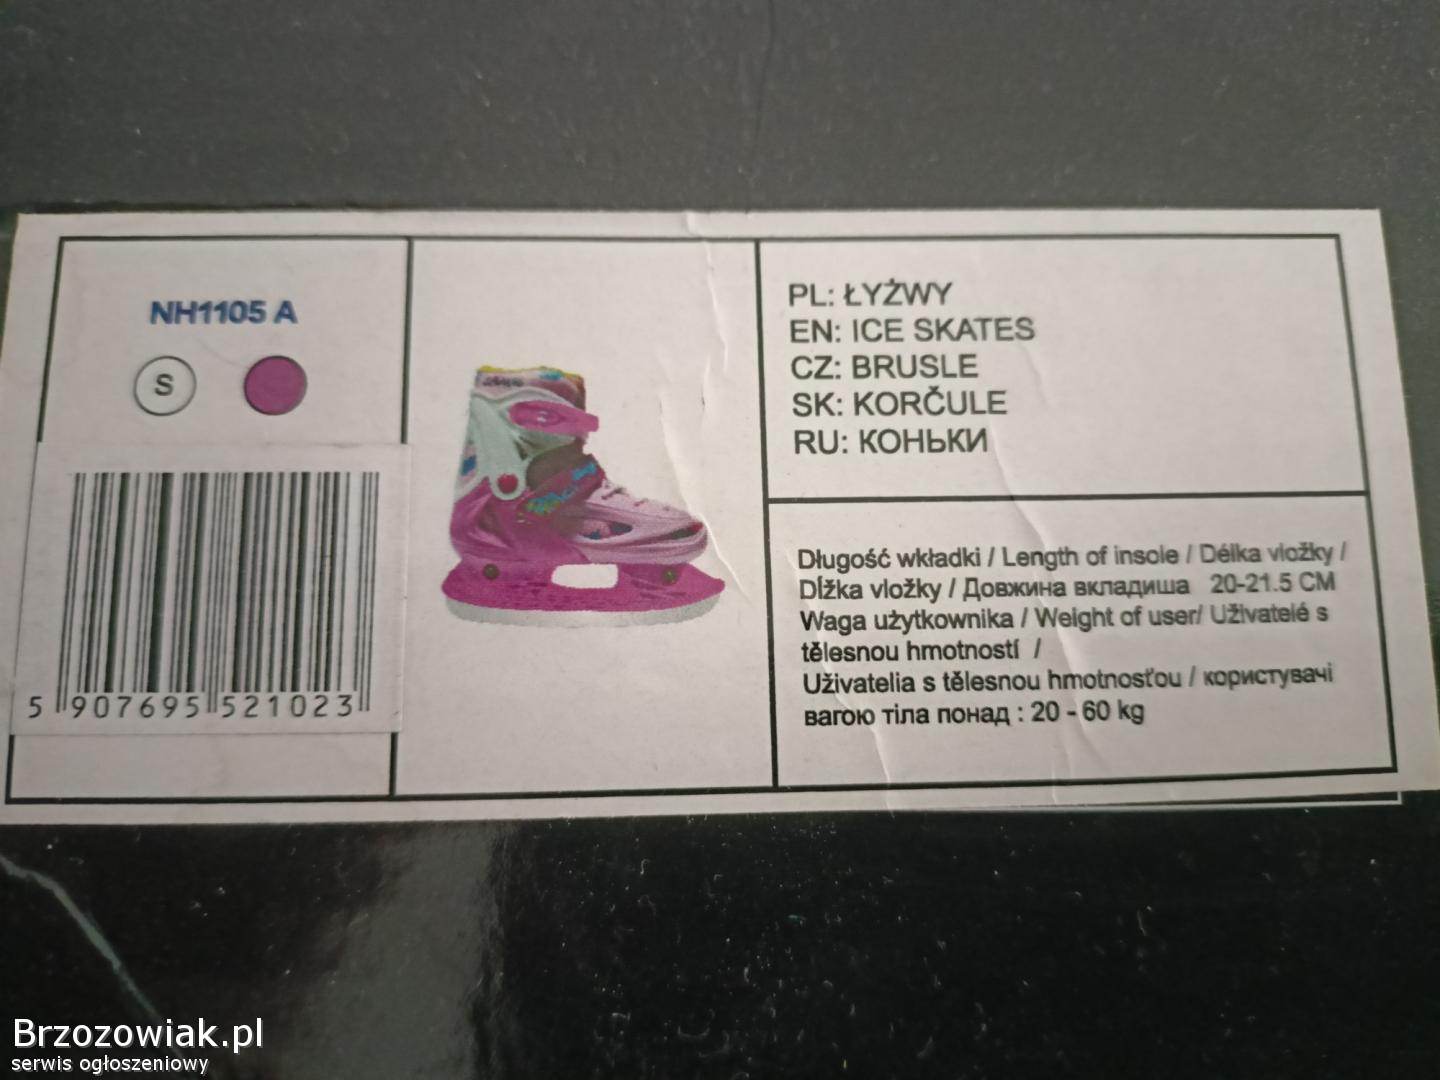 NH1105 A
S
5 907695 521023
PL: ŁYŻWY
EN: ICE SKATES
CZ: BRUSLE
SK: KORČULE
RU: КОНЬКИ
Długość wkładki / Length of insole / Délka vložky /
Dĺžka vložky / Довжина вкладиша 20-21.5 CM
Waga użytkownika / Weight of user/ Uživatelé s
tělesnou hmotností /
Uživatelia s tělesnou hmotnosťou / користувачі
вагою тіла понад : 20 - 60 kg
Brzozowiak.pl
serwis ogłoszeniowy